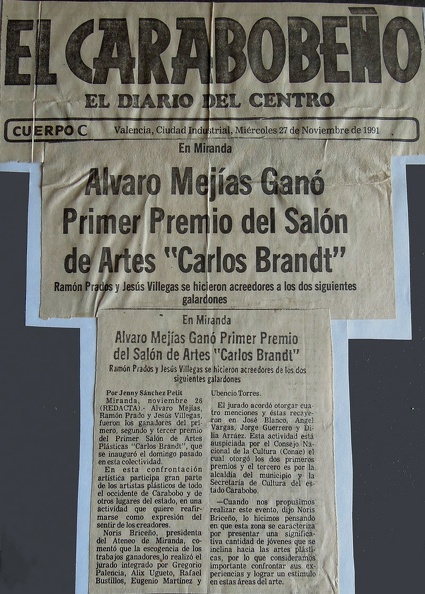 EL CARABOBEÑO
EL DIARIO DEL CENTRO
CUERPO C
Valencia, Ciudad Industrial, Miércoles 27 de Noviembre de 1991
En Miranda
Alvaro Mejías Ganó
Primer Premio del Salón
de Artes "Carlos Brandt"
Ramón Prados y Jesús Villegas se hicieron acreedores a los dos siguientes
galardones
En Miranda
Alvaro Mejías Ganó Primer Premio
del Salón de Artes "Carlos Brandt"
Ramón Prados y Jesús Villegas se hicieron acreedores de los dos
siguientes galardones
Por Jenny Sánchez Petit
Miranda, noviembre 26
(REDACTA).- Alvaro Mejías,
Ramón Prado y Jesús Villegas,
fueron los ganadores del pri-
mero, segundo y tercer premio
del Primer Salón de Artes
Plásticas "Carlos Brandt", que
se inauguró el domingo pasado
en esta colectividad.
En esta confrontación
artística participa gran parte
de los artistas plásticos de todo
el occidente de Carabobo y de
otros lugares del estado, en una
actividad que quiere reafir-
marse como expresión del
sentir de los creadores.
Noris Briceño, presidenta
del Ateneo de Miranda, co-
mentó que la escogencia de los
trabajos ganadores, lo realizó el
jurado integrado por Gregorio
Palencia, Alix Ugueto, Rafael
Bustillos, Eugenio Martínez y
Ubencio Torres.
El jurado acordó otorgar cua-
tro menciones y éstas recaye-
ron en José Blanco, Angel
Vargas, Jorge Guerrero y Di-
lia Arráez. Esta actividad está
auspiciada por el Consejo Na-
cional de la Cultura (Conac) el
cual otorgó los dos primeros
premios y el tercero es por la
alcaldía del municipio y la
Secretaría de Cultura del es-
tado Carabobo.
—Cuando nos propusimos
realizar este evento, dijo Noris
Briceño, lo hicimos pensando
en que esta zona se caracteriza
por presentar una significa-
tiva cantidad de jóvenes que se
inclina hacia las artes plás-
ticas, por lo que consideramos
importante confrontar sus ex-
periencias y lograr un estímulo
en estas áreas del arte.